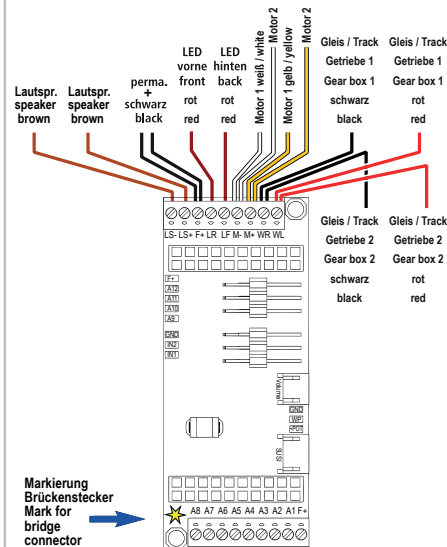 Lautspr.
speaker
brown
Lautspr.
speaker
brown
perma.
+
schwarz
black
LED
vorne
front
rot
red
LED
hinten
back
rot
red
Motor 1 weiß / white
Motor 2
Motor 1 gelb / yellow
Motor 2
Gleis / Track
Getriebe 1
Gear box 1
schwarz
black
Gleis / Track
Getriebe 1
Gear box 1
rot
red
Gleis / Track
Getriebe 2
Gear box 2
schwarz
black
Gleis / Track
Getriebe 2
Gear box 2
rot
red
LS- LS+ F+ LR LF M- M+ WR WL
F+
A12
A11
A10
A9
GND
IN2
IN1
Volume
GND
WP
+POT
SUSI
Markierung
Brückenstecker
Mark for
bridge
connector
A8 A7 A6 A5 A4 A3 A2 A1 F+